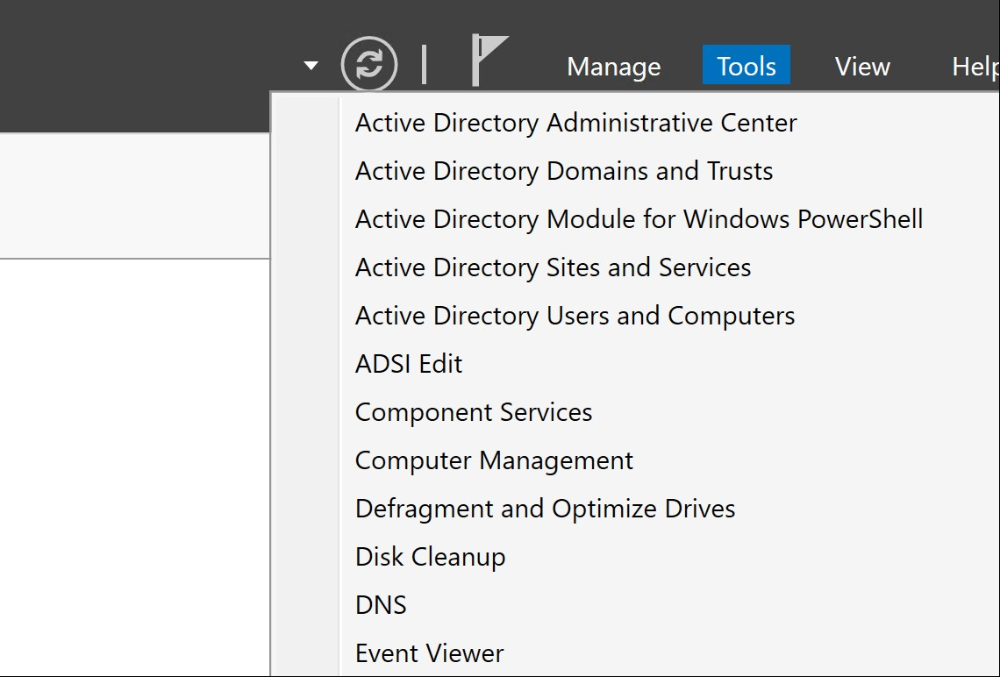 Manage Tools View Help
Active Directory Administrative Center
Active Directory Domains and Trusts
Active Directory Module for Windows PowerShell
Active Directory Sites and Services
Active Directory Users and Computers
ADSI Edit
Component Services
Computer Management
Defragment and Optimize Drives
Disk Cleanup
DNS
Event Viewer